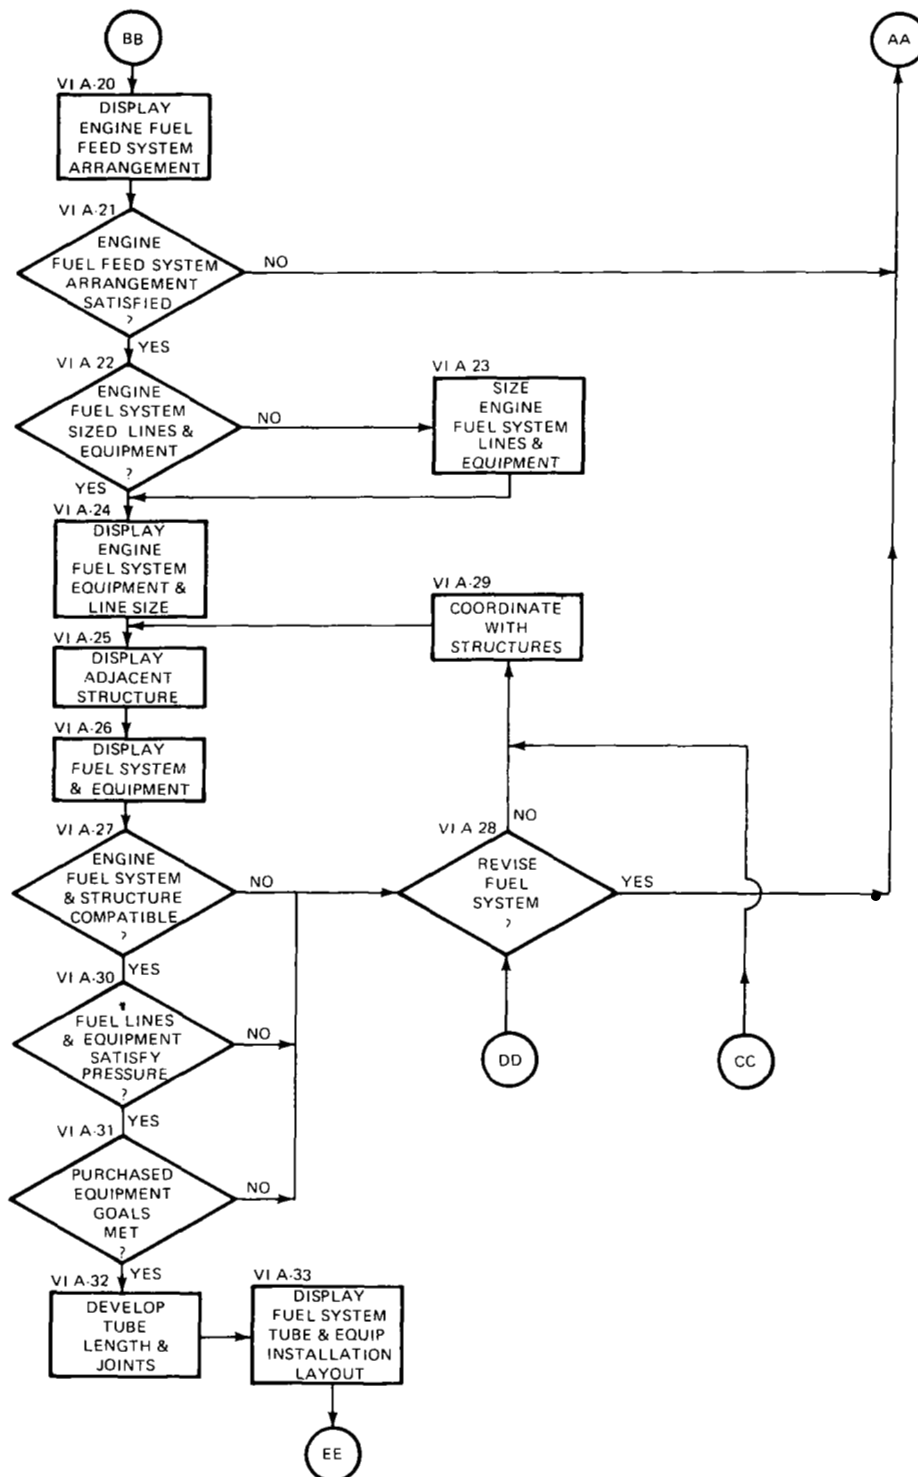 BB
AA
VI A-20
DISPLAY
ENGINE FUEL
FEED SYSTEM
ARRANGEMENT
VI A-21
ENGINE
FUEL FEED SYSTEM
ARRANGEMENT
SATISFIED
?
NO
YES
VI A 22
ENGINE
FUEL SYSTEM
SIZED LINES &
EQUIPMENT
?
NO
YES
VI A 23
SIZE
ENGINE
FUEL SYSTEM
LINES &
EQUIPMENT
VI A-24
DISPLAY
ENGINE
FUEL SYSTEM
EQUIPMENT &
LINE SIZE
VI A-29
COORDINATE
WITH
STRUCTURES
VI A-25
DISPLAY
ADJACENT
STRUCTURE
VI A-26
DISPLAY
FUEL SYSTEM
& EQUIPMENT
VI A-27
ENGINE
FUEL SYSTEM
& STRUCTURE
COMPATIBLE
?
NO
YES
VI A 28
REVISE
FUEL
SYSTEM
?
NO
YES
VI A-30
FUEL LINES
& EQUIPMENT
SATISFY
PRESSURE
?
NO
YES
DD
CC
VI A-31
PURCHASED
EQUIPMENT
GOALS
MET
?
NO
YES
VI A-32
DEVELOP
TUBE
LENGTH &
JOINTS
VI A-33
DISPLAY
FUEL SYSTEM
TUBE & EQUIP
INSTALLATION
LAYOUT
EE